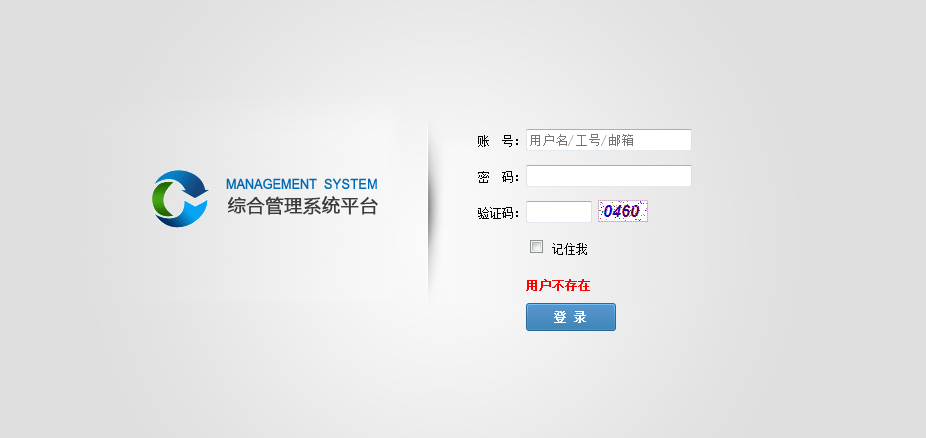 MANAGEMENT SYSTEM
综合管理系统平台
账 号：用户名/工号/邮箱
密 码：
验证码：0460
记住我
用户不存在
登 录